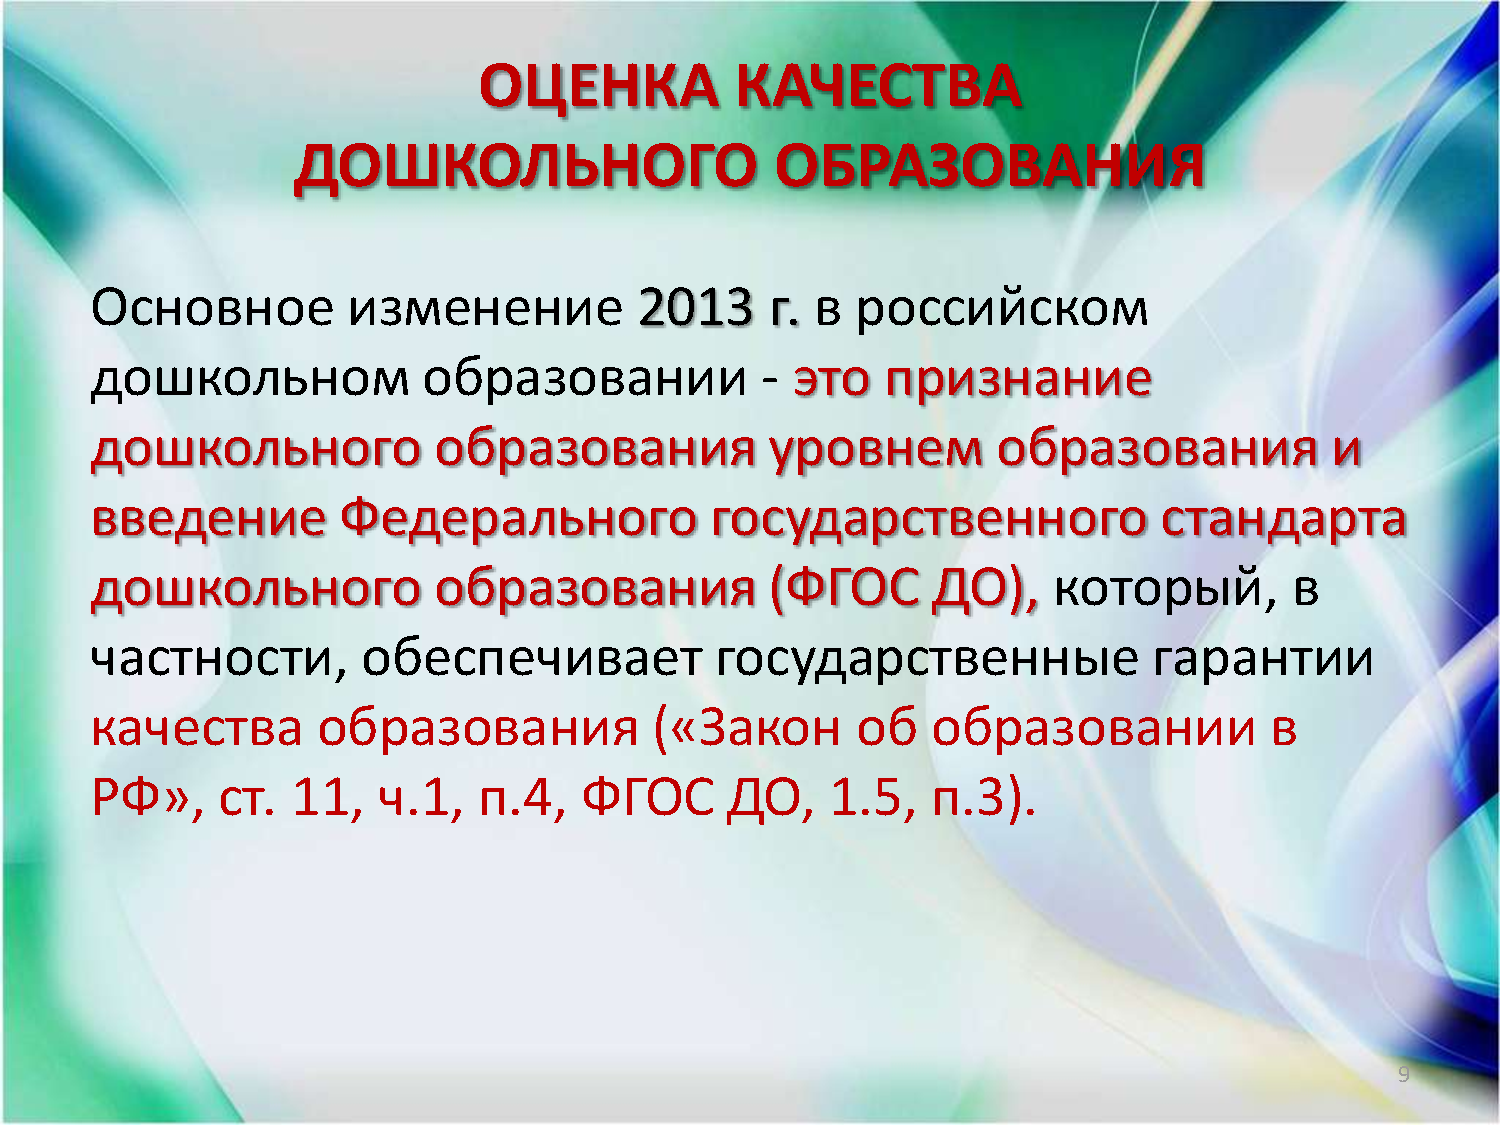 ОЦЕНКА КАЧЕСТВА
ДОШКОЛЬНОГО ОБРАЗОВАНИЯ
Основное изменение 2013 г. в российском
дошкольном образовании - это признание
дошкольного образования уровнем образования и
введение Федерального государственного стандарта
дошкольного образования (ФГОС ДО), который, в
частности, обеспечивает государственные гарантии
качества образования («Закон об образовании в
РФ», ст. 11, ч.1, п.4, ФГОС ДО, 1.5, п.3).
9